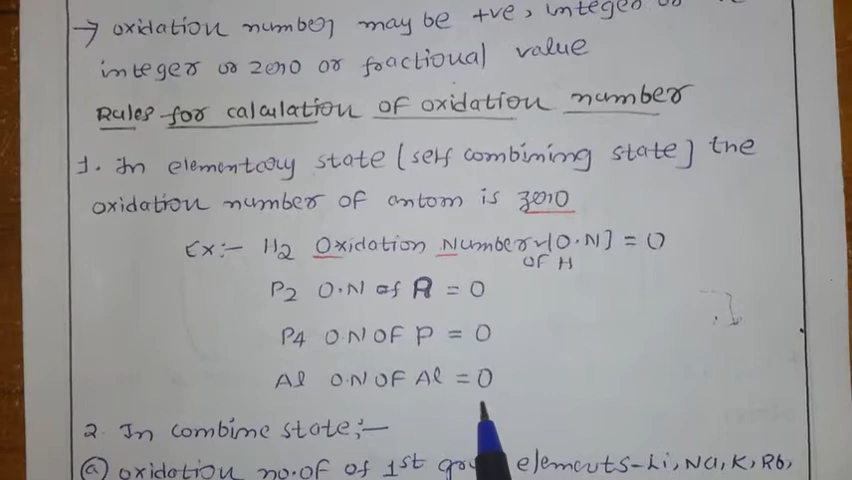 → oxidation number may be +ve, integer or
integer or zero or fractional value
Rules for calculation of oxidation number
1. In elementary state [self combining state] the
oxidation number of antom is zero
Ex:- H2 Oxidation Number [O.N] = 0
OF H
P2 O.N of = 0
P4 O.N OF P = 0
Al O.N OF Al = 0
2. In combine state:-
(a) oxidation no. of of 1st elements-Li, Na, K, Rb,